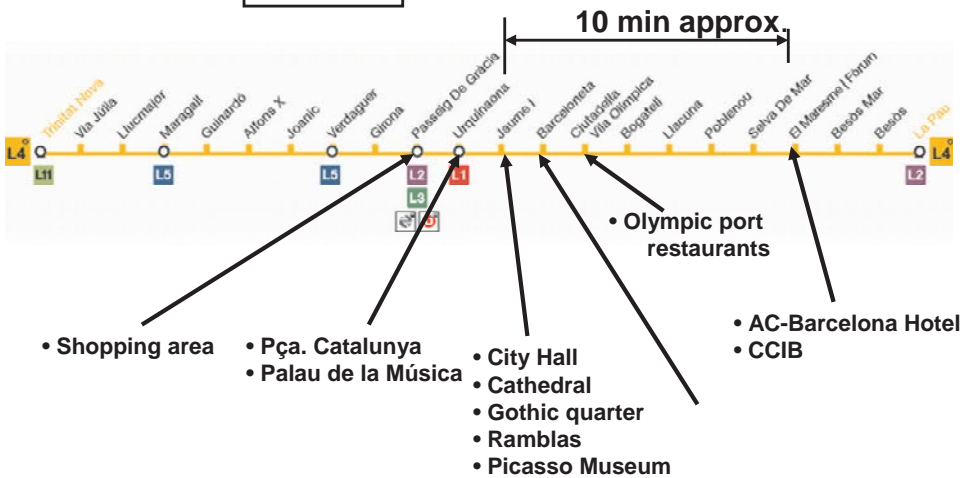 10 min approx.
Trinitat Nova
Via Júlia
Llucmajor
Maragall
Guinardó
Alfons X
Joanic
Verdaguer
Girona
Passeig De Gràcia
Urquinaona
Jaume I
Barceloneta
Ciutadella
Vila Olímpica
Bogatell
Llacuna
Poblenou
Selva De Mar
El Maresme | Fòrum
Besòs Mar
Besòs
La Pau
L4
L4
L11
L5
L5
L2
L1
L2
L3
• Olympic port
restaurants
• Shopping area
• Pça. Catalunya
• Palau de la Música
• City Hall
• Cathedral
• Gothic quarter
• Ramblas
• Picasso Museum
• AC-Barcelona Hotel
• CCIB